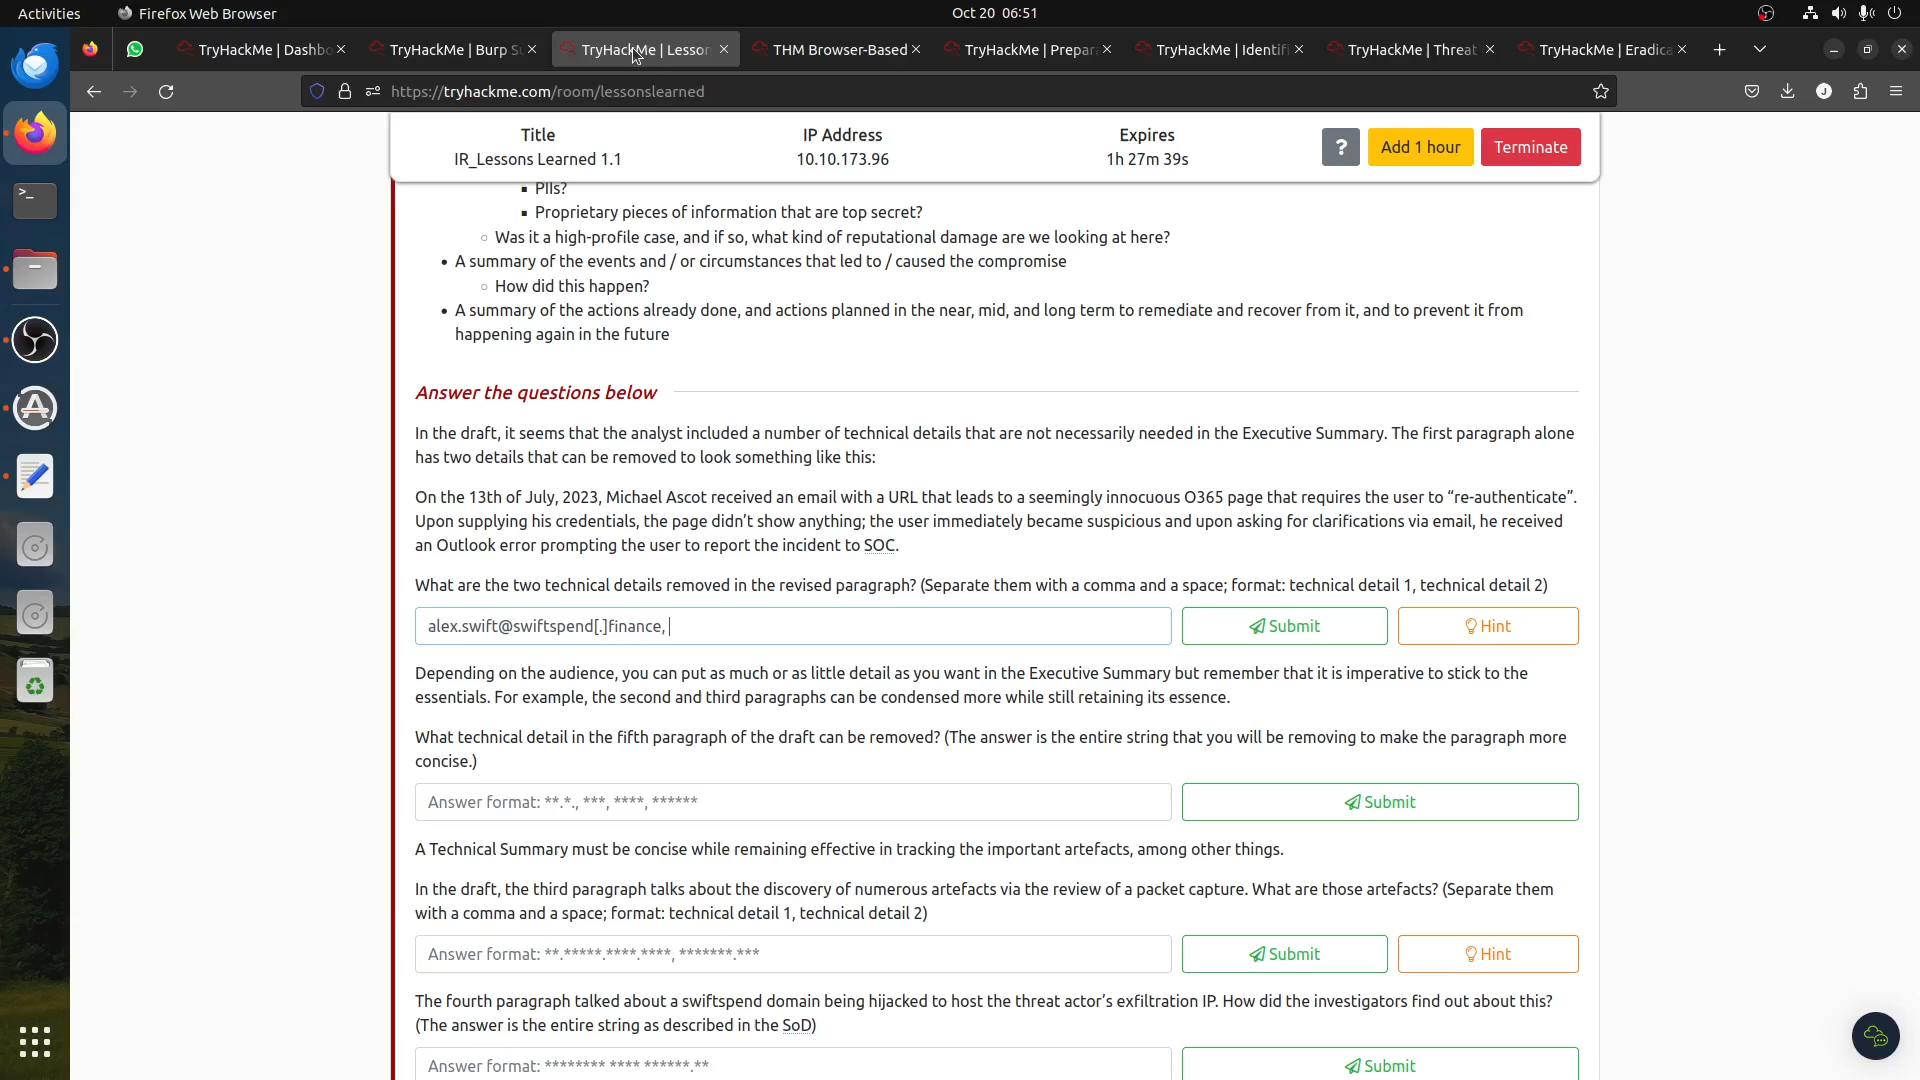 Activities
Firefox Web Browser
Oct 20 06:51
TryHackMe | Dashbo
TryHackMe | Burp Su
TryHackMe | Lesson
THM Browser-Based
TryHackMe | Prepar
TryHackMe | Identifi
TryHackMe | Threat
TryHackMe | Eradica
https://tryhackme.com/room/lessonslearned
J
Title
IP Address
Expires
IR_Lessons Learned 1.1
10.10.173.96
1h 27m 39s
?
Add 1 hour
Terminate
PIIs?
Proprietary pieces of information that are top secret?
Was it a high-profile case, and if so, what kind of reputational damage are we looking at here?
A summary of the events and / or circumstances that led to / caused the compromise
How did this happen?
A summary of the actions already done, and actions planned in the near, mid, and long term to remediate and recover from it, and to prevent it from
happening again in the future
Answer the questions below
In the draft, it seems that the analyst included a number of technical details that are not necessarily needed in the Executive Summary. The first paragraph alone
has two details that can be removed to look something like this:
On the 13th of July, 2023, Michael Ascot received an email with a URL that leads to a seemingly innocuous O365 page that requires the user to “re-authenticate”.
Upon supplying his credentials, the page didn’t show anything; the user immediately became suspicious and upon asking for clarifications via email, he received
an Outlook error prompting the user to report the incident to SOC.
What are the two technical details removed in the revised paragraph? (Separate them with a comma and a space; format: technical detail 1, technical detail 2)
alex.swift@swiftspend[.]finance,
Submit
Hint
Depending on the audience, you can put as much or as little detail as you want in the Executive Summary but remember that it is imperative to stick to the
essentials. For example, the second and third paragraphs can be condensed more while still retaining its essence.
What technical detail in the fifth paragraph of the draft can be removed? (The answer is the entire string that you will be removing to make the paragraph more
concise.)
Answer format: **.*., ***, ****, ******
Submit
A Technical Summary must be concise while remaining effective in tracking the important artefacts, among other things.
In the draft, the third paragraph talks about the discovery of numerous artefacts via the review of a packet capture. What are those artefacts? (Separate them
with a comma and a space; format: technical detail 1, technical detail 2)
Answer format: **.*****.****.****, *******.***
Submit
Hint
The fourth paragraph talked about a swiftspend domain being hijacked to host the threat actor’s exfiltration IP. How did the investigators find out about this?
(The answer is the entire string as described in the SoD)
Answer format: ******** **** ******.**
Submit